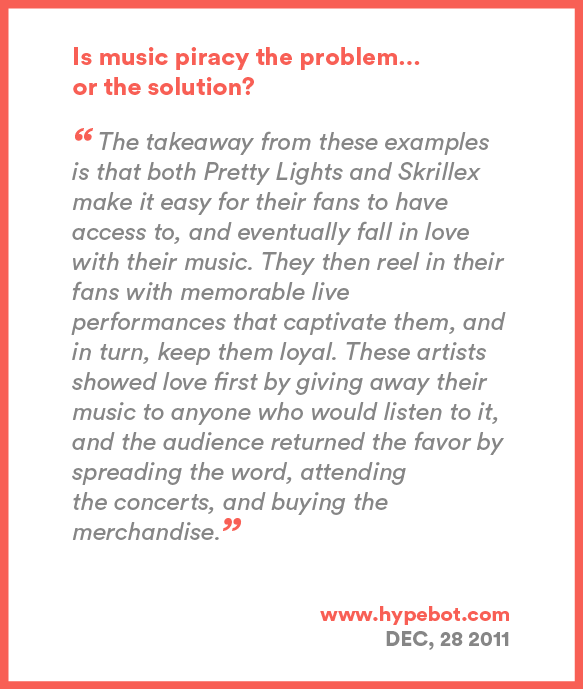 Is music piracy the problem...
or the solution?
“ The takeaway from these examples
is that both Pretty Lights and Skrillex
make it easy for their fans to have
access to, and eventually fall in love
with their music. They then reel in their
fans with memorable live
performances that captivate them, and
in turn, keep them loyal. These artists
showed love first by giving away their
music to anyone who would listen to it,
and the audience returned the favor by
spreading the word, attending
the concerts, and buying the
merchandise.”
www.hypebot.com
DEC, 28 2011